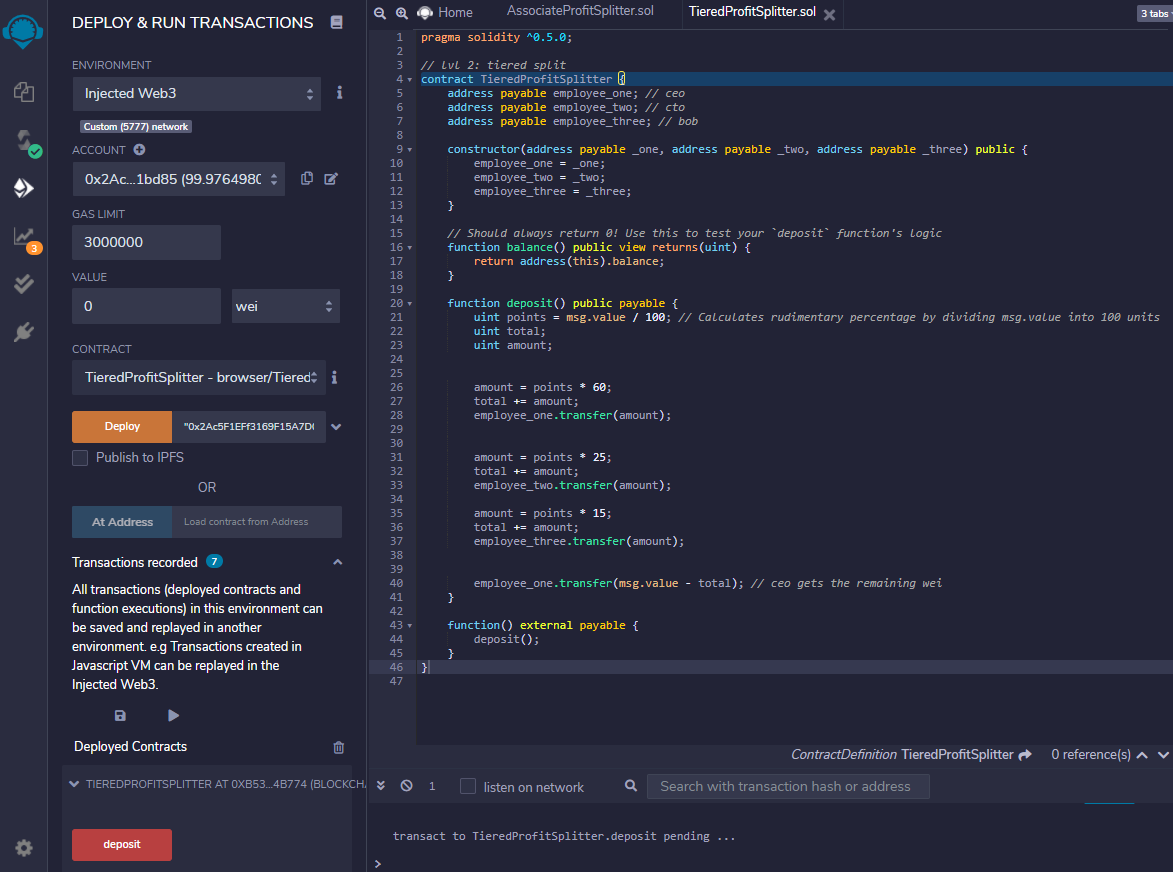 DEPLOY & RUN TRANSACTIONS
ENVIRONMENT
Injected Web3
Custom (5777) network
ACCOUNT
0x2Ac...1bd85 (99.9764980
GAS LIMIT
3000000
VALUE
0
wei
CONTRACT
TieredProfitSplitter - browser/Tiered
Deploy
"0x2Ac5F1EFf3169F15A7D
Publish to IPFS
OR
At Address
Load contract from Address
Transactions recorded 7
All transactions (deployed contracts and
function executions) in this environment can
be saved and replayed in another
environment. e.g Transactions created in
Javascript VM can be replayed in the
Injected Web3.
Deployed Contracts
TIEREDPROFITSPLITTER AT 0XB53...4B774 (BLOCKCHA
deposit
3
Home
AssociateProfitSplitter.sol
TieredProfitSplitter.sol
3 tabs
1 pragma solidity ^0.5.0;
2
3 // lvl 2: tiered split
4 contract TieredProfitSplitter {
5 address payable employee_one; // ceo
6 address payable employee_two; // cto
7 address payable employee_three; // bob
8
9 constructor(address payable _one, address payable _two, address payable _three) public {
10 employee_one = _one;
11 employee_two = _two;
12 employee_three = _three;
13 }
14
15 // Should always return 0! Use this to test your `deposit` function's logic
16 function balance() public view returns(uint) {
17 return address(this).balance;
18 }
19
20 function deposit() public payable {
21 uint points = msg.value / 100; // Calculates rudimentary percentage by dividing msg.value into 100 units
22 uint total;
23 uint amount;
24
25
26 amount = points * 60;
27 total += amount;
28 employee_one.transfer(amount);
29
30
31 amount = points * 25;
32 total += amount;
33 employee_two.transfer(amount);
34
35 amount = points * 15;
36 total += amount;
37 employee_three.transfer(amount);
38
39
40 employee_one.transfer(msg.value - total); // ceo gets the remaining wei
41 }
42
43 function() external payable {
44 deposit();
45 }
46 }
47
ContractDefinition TieredProfitSplitter
0 reference(s)
1
listen on network
Search with transaction hash or address
transact to TieredProfitSplitter.deposit pending ...
>